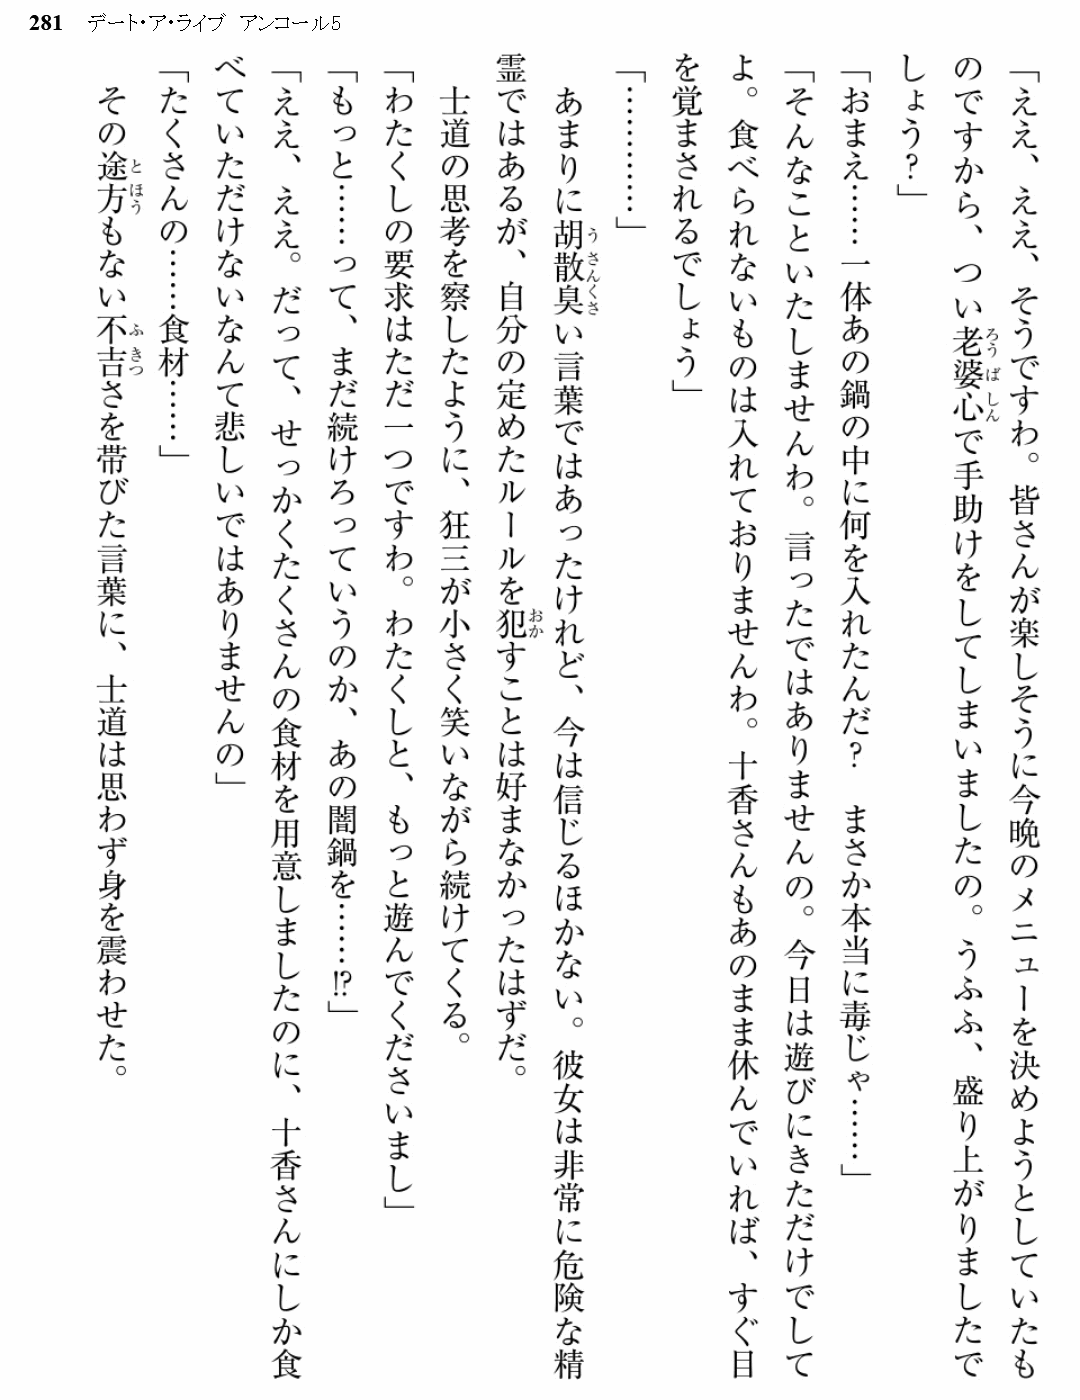 281 デート・ア・ライブ アンコール5
「ええ、ええ、そうですわ。皆さんが楽しそうに今晩のメニューを決めようとしていたも
のですから、つい老婆心で手助けをしてしまいましたの。うふふ、盛り上がりましたで
しょう?」
「おまえ……一体あの鍋の中に何を入れたんだ? まさか本当に毒じゃ……」
「そんなこといたしませんわ。言ったではありませんの。今日は遊びにきただけでして
よ。食べられないものは入れておりませんわ。十香さんもあのまま休んでいれば、すぐ目
を覚まされるでしょう」
「…………」
あまりに胡散臭い言葉ではあったけれど、今は信じるほかない。彼女は非常に危険な精
霊ではあるが、自分の定めたルールを犯すことは好まなかったはずだ。
士道の思考を察したように、狂三が小さく笑いながら続けてくる。
「わたくしの要求はただ一つですわ。わたくしと、もっと遊んでくださいまし」
「もっと……って、まだ続けろっていうのか、あの闇鍋を……!?」
「ええ、ええ。だって、せっかくたくさんの食材を用意しましたのに、十香さんにしか食
べていただけないなんて悲しいではありませんの」
「たくさんの……食材……」
その途方もない不吉さを帯びた言葉に、士道は思わず身を震わせた。